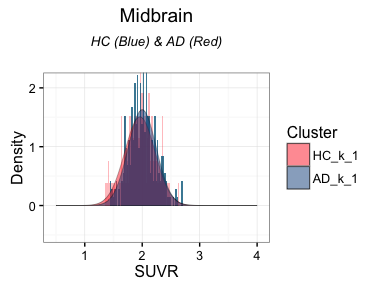 Midbrain
HC (Blue) & AD (Red)
2
1
0
Density
1 2 3 4
SUVR
Cluster
HC_k_1
AD_k_1